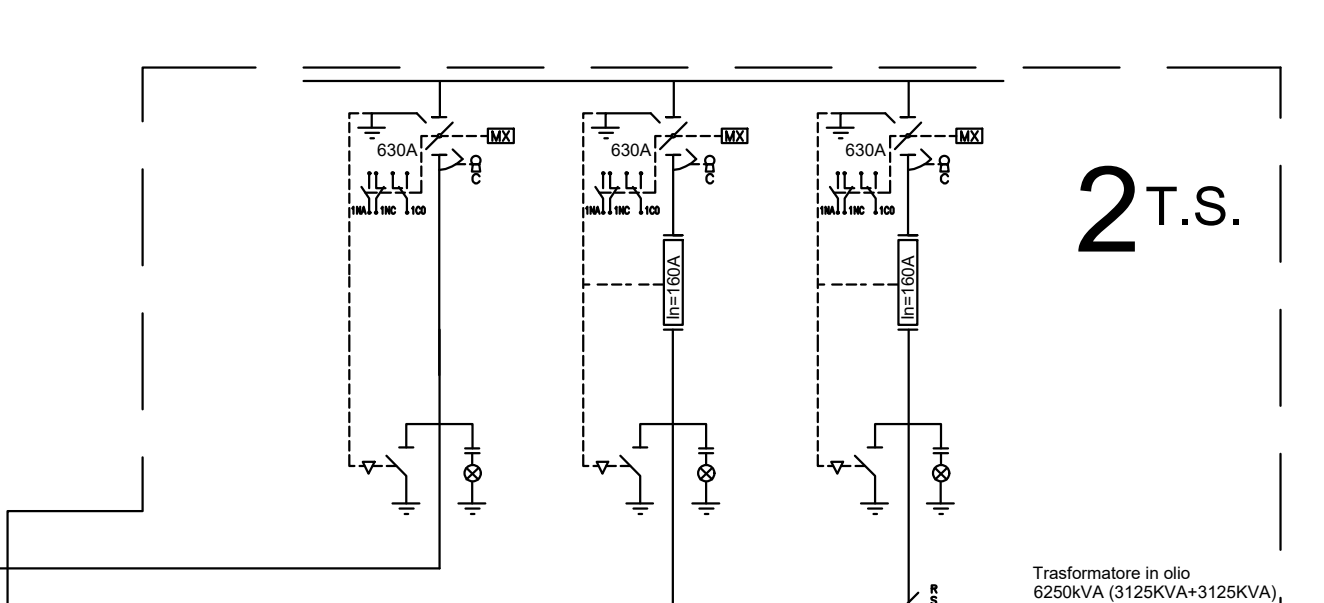 MX
MX
MX
630A
630A
630A
O
C
O
C
O
C
1NA 1NC 1CO
1NA 1NC 1CO
1NA 1NC 1CO
2 T.S.
In=160A
In=160A
Trasformatore in olio
6250kVA (3125KVA+3125KVA)
R
S